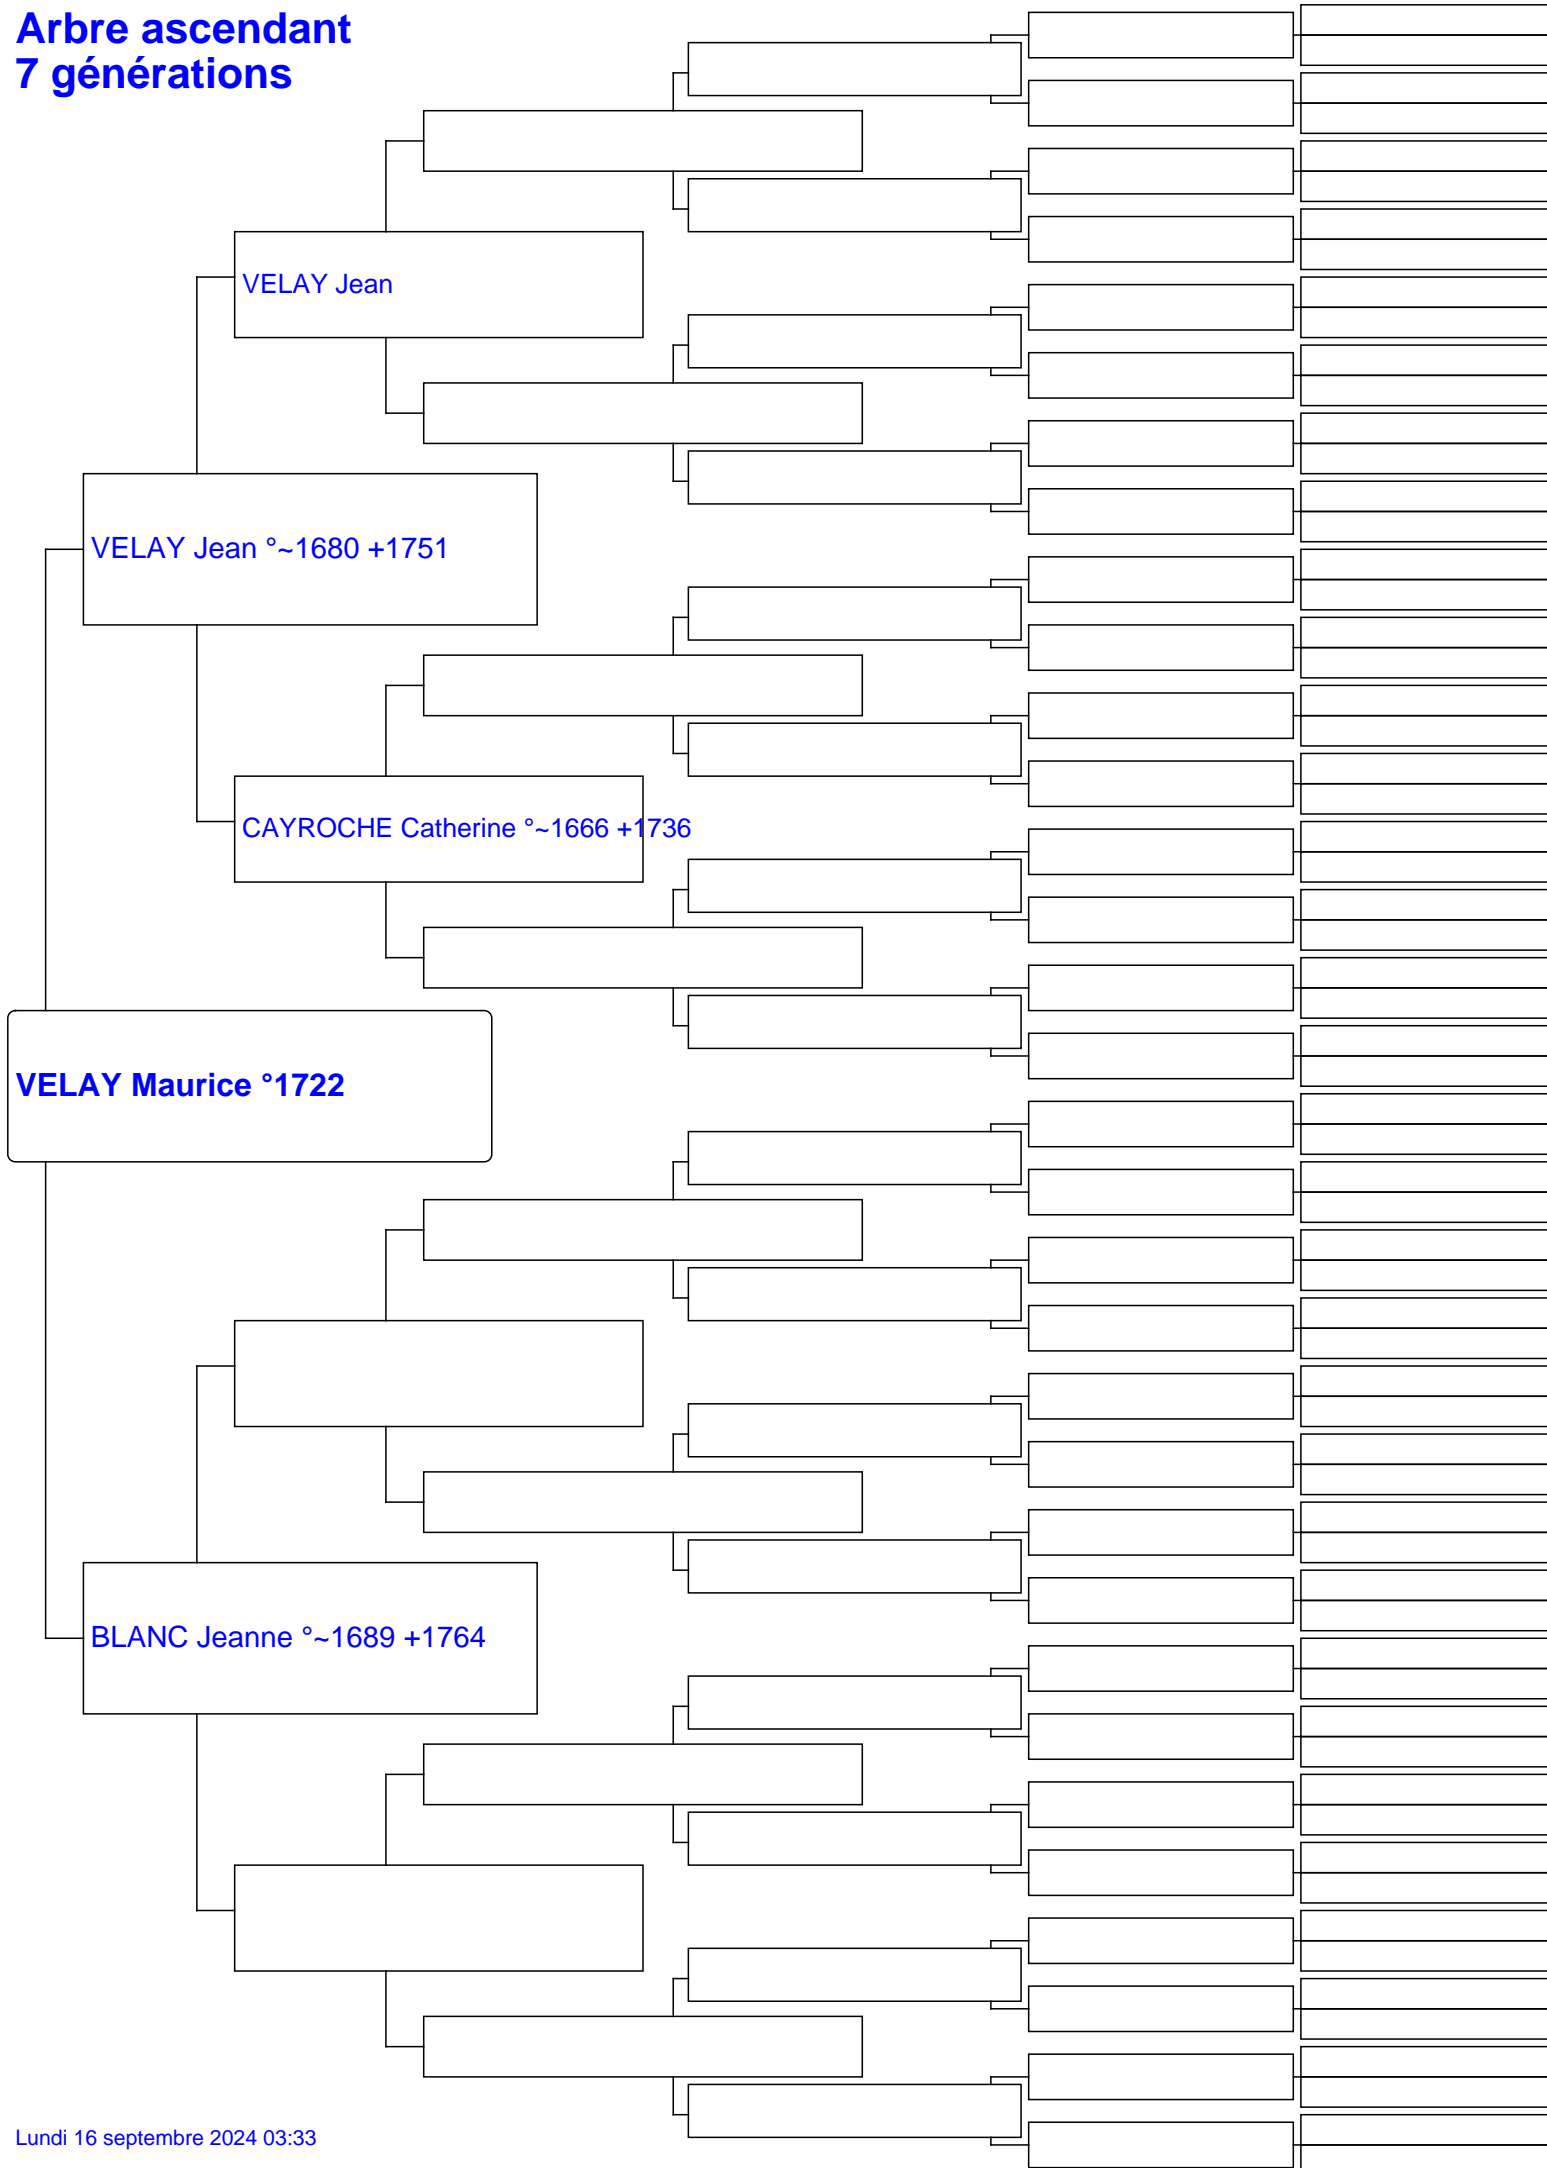 Arbre ascendant
7 générations
VELAY Jean
VELAY Jean °~1680 +1751
CAYROCHE Catherine °~1666 +1736
VELAY Maurice °1722
BLANC Jeanne °~1689 +1764
Lundi 16 septembre 2024 03:33